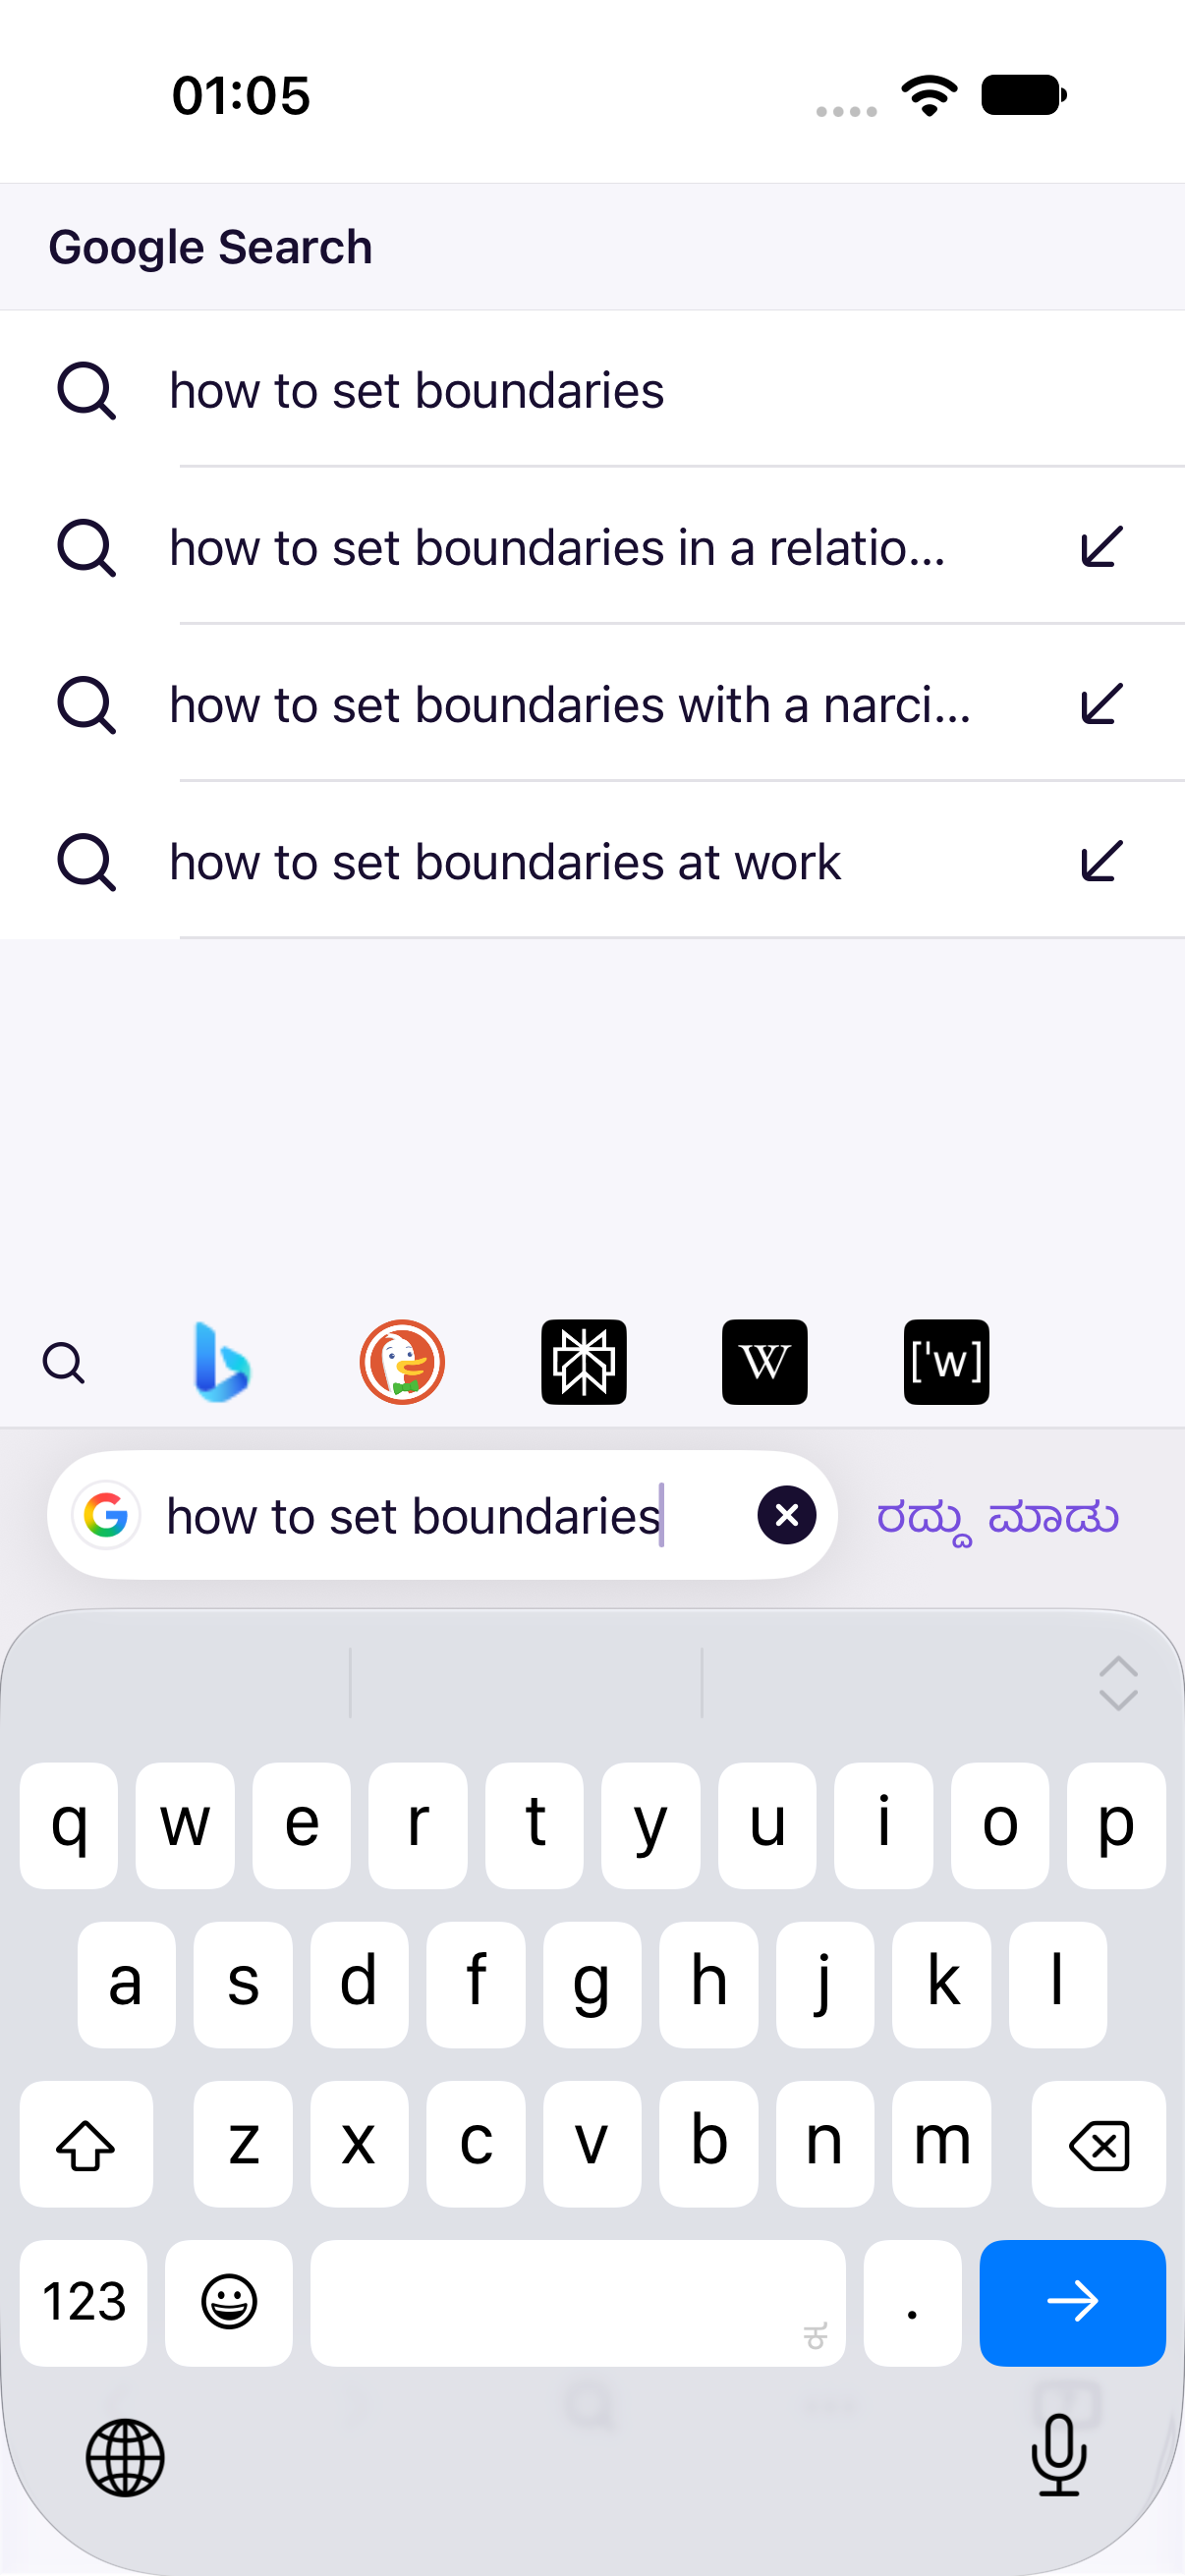 01:05
Google Search
how to set boundaries
how to set boundaries in a relatio...
how to set boundaries with a narci...
how to set boundaries at work
W
['w]
how to set boundaries
ರದ್ದು ಮಾಡು
q w e r t y u i o p
a s d f g h j k l
z x c v b n m
123
.